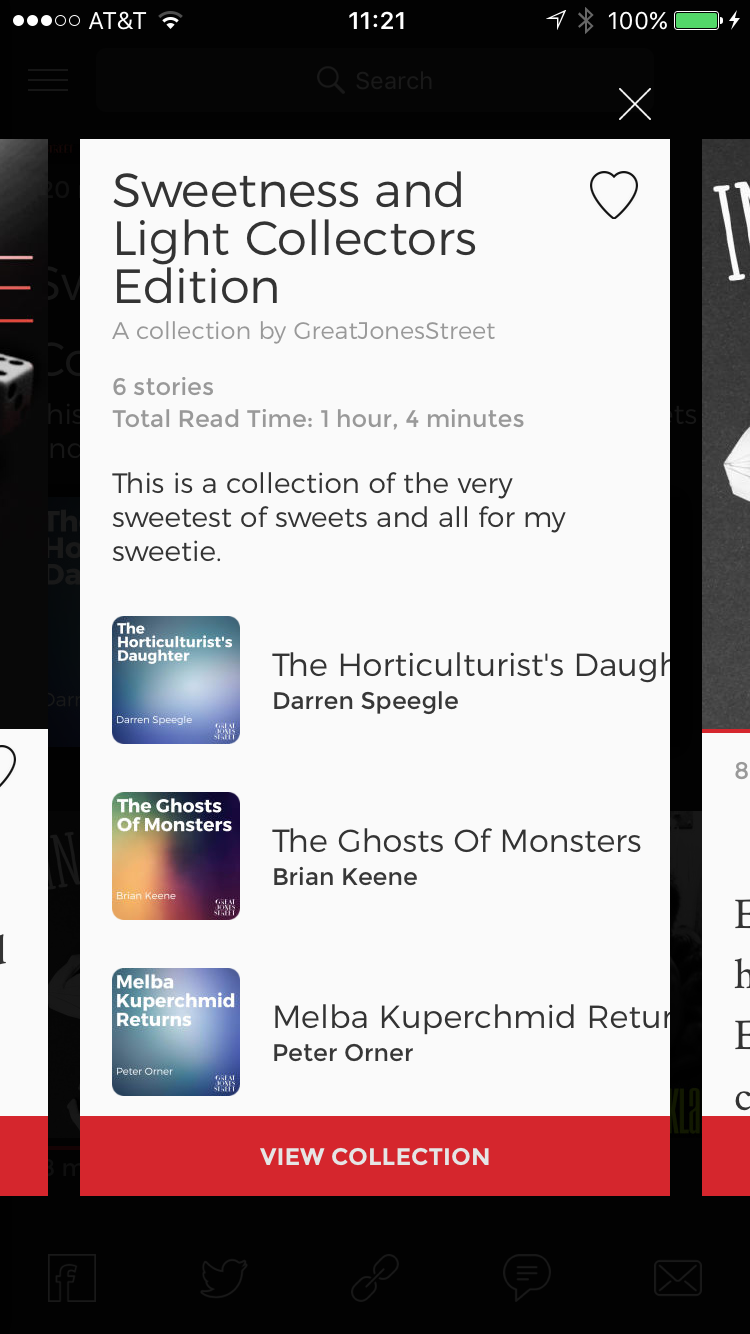 AT&T 11:21 100%
Search
Sweetness and
Light Collectors
Edition
A collection by GreatJonesStreet
6 stories
Total Read Time: 1 hour, 4 minutes
This is a collection of the very
sweetest of sweets and all for my
sweetie.
The
Horticulturist's
Daughter
Darren Speegle
GREAT
JONES
STREET
The Horticulturist's Daugh
Darren Speegle
The Ghosts
Of Monsters
Brian Keene
GREAT
JONES
STREET
The Ghosts Of Monsters
Brian Keene
Melba
Kuperchmid
Returns
Peter Orner
GREAT
JONES
STREET
Melba Kuperchmid Retur
Peter Orner
VIEW COLLECTION
8
E
h
E
c